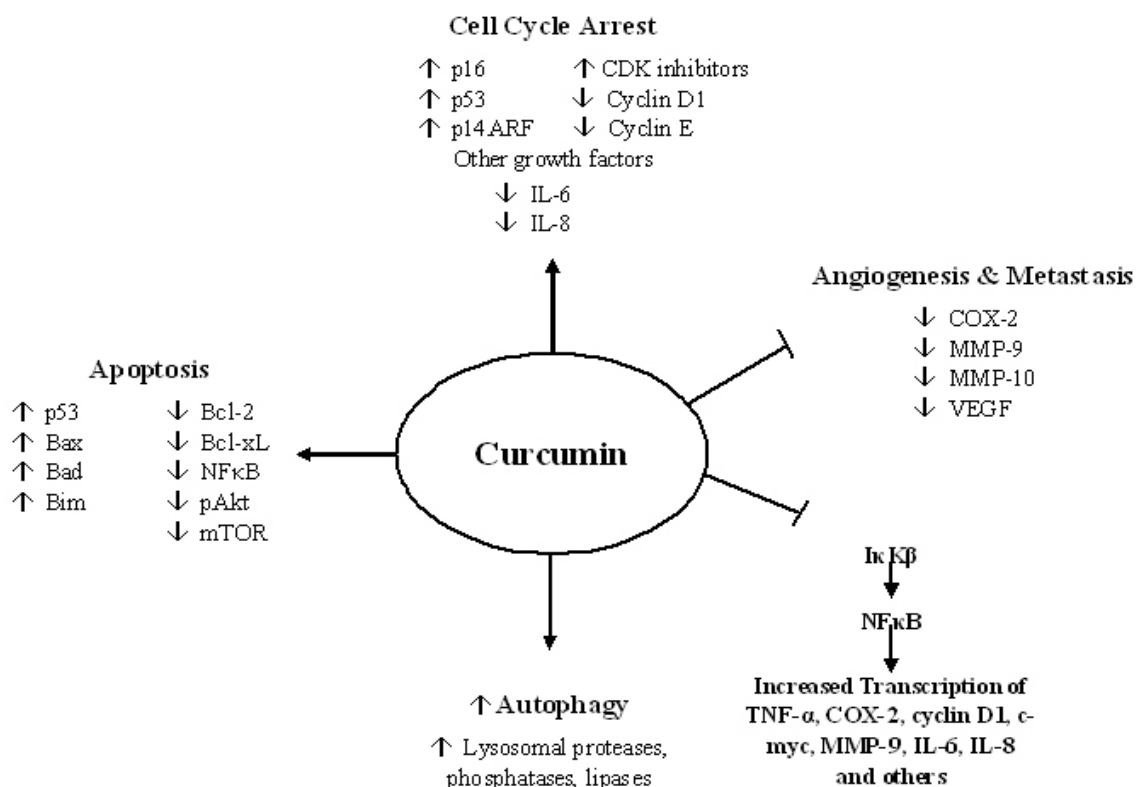 Cell Cycle Arrest
↑ p16 ↑ CDK inhibitors
↑ p53 ↓ Cyclin D1
↑ p14ARF ↓ Cyclin E
Other growth factors
↓ IL-6
↓ IL-8
Angiogenesis & Metastasis
↓ COX-2
↓ MMP-9
↓ MMP-10
↓ VEGF
Apoptosis
↑ p53 ↓ Bcl-2
↑ Bax ↓ Bcl-xL
↑ Bad ↓ NFκB
↑ Bim ↓ pAkt
↓ mTOR
Curcumin
IκKβ
NFκB
Increased Transcription of
TNF-α, COX-2, cyclin D1, c-
myc, MMP-9, IL-6, IL-8
and others
↑ Autophagy
↑ Lysosomal proteases,
phosphatases, lipases